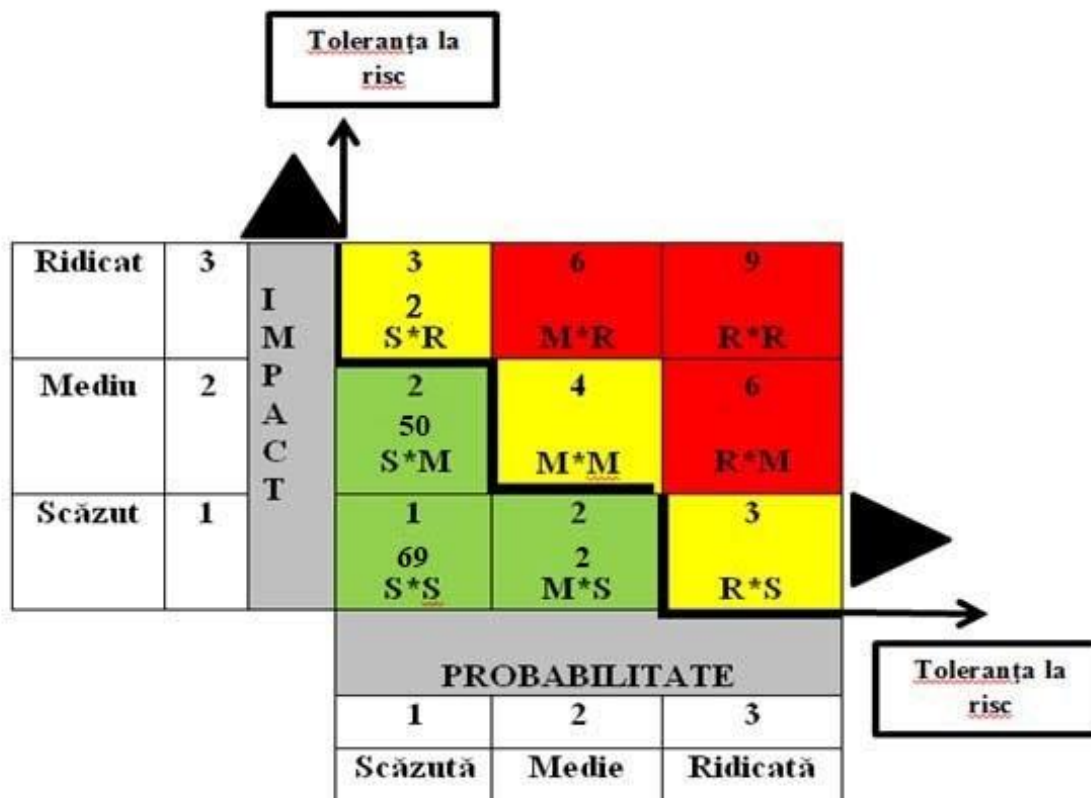 Toleranța la
risc
Ridicat 3 3 6 9
2
S*R M*R R*R
IMPACT
Mediu 2 2 4 6
50
S*M M*M R*M
Scăzut 1 1 2 3
69 2
S*S M*S R*S
PROBABILITATE
1 2 3
Scăzută Medie Ridicată
Toleranța la
risc